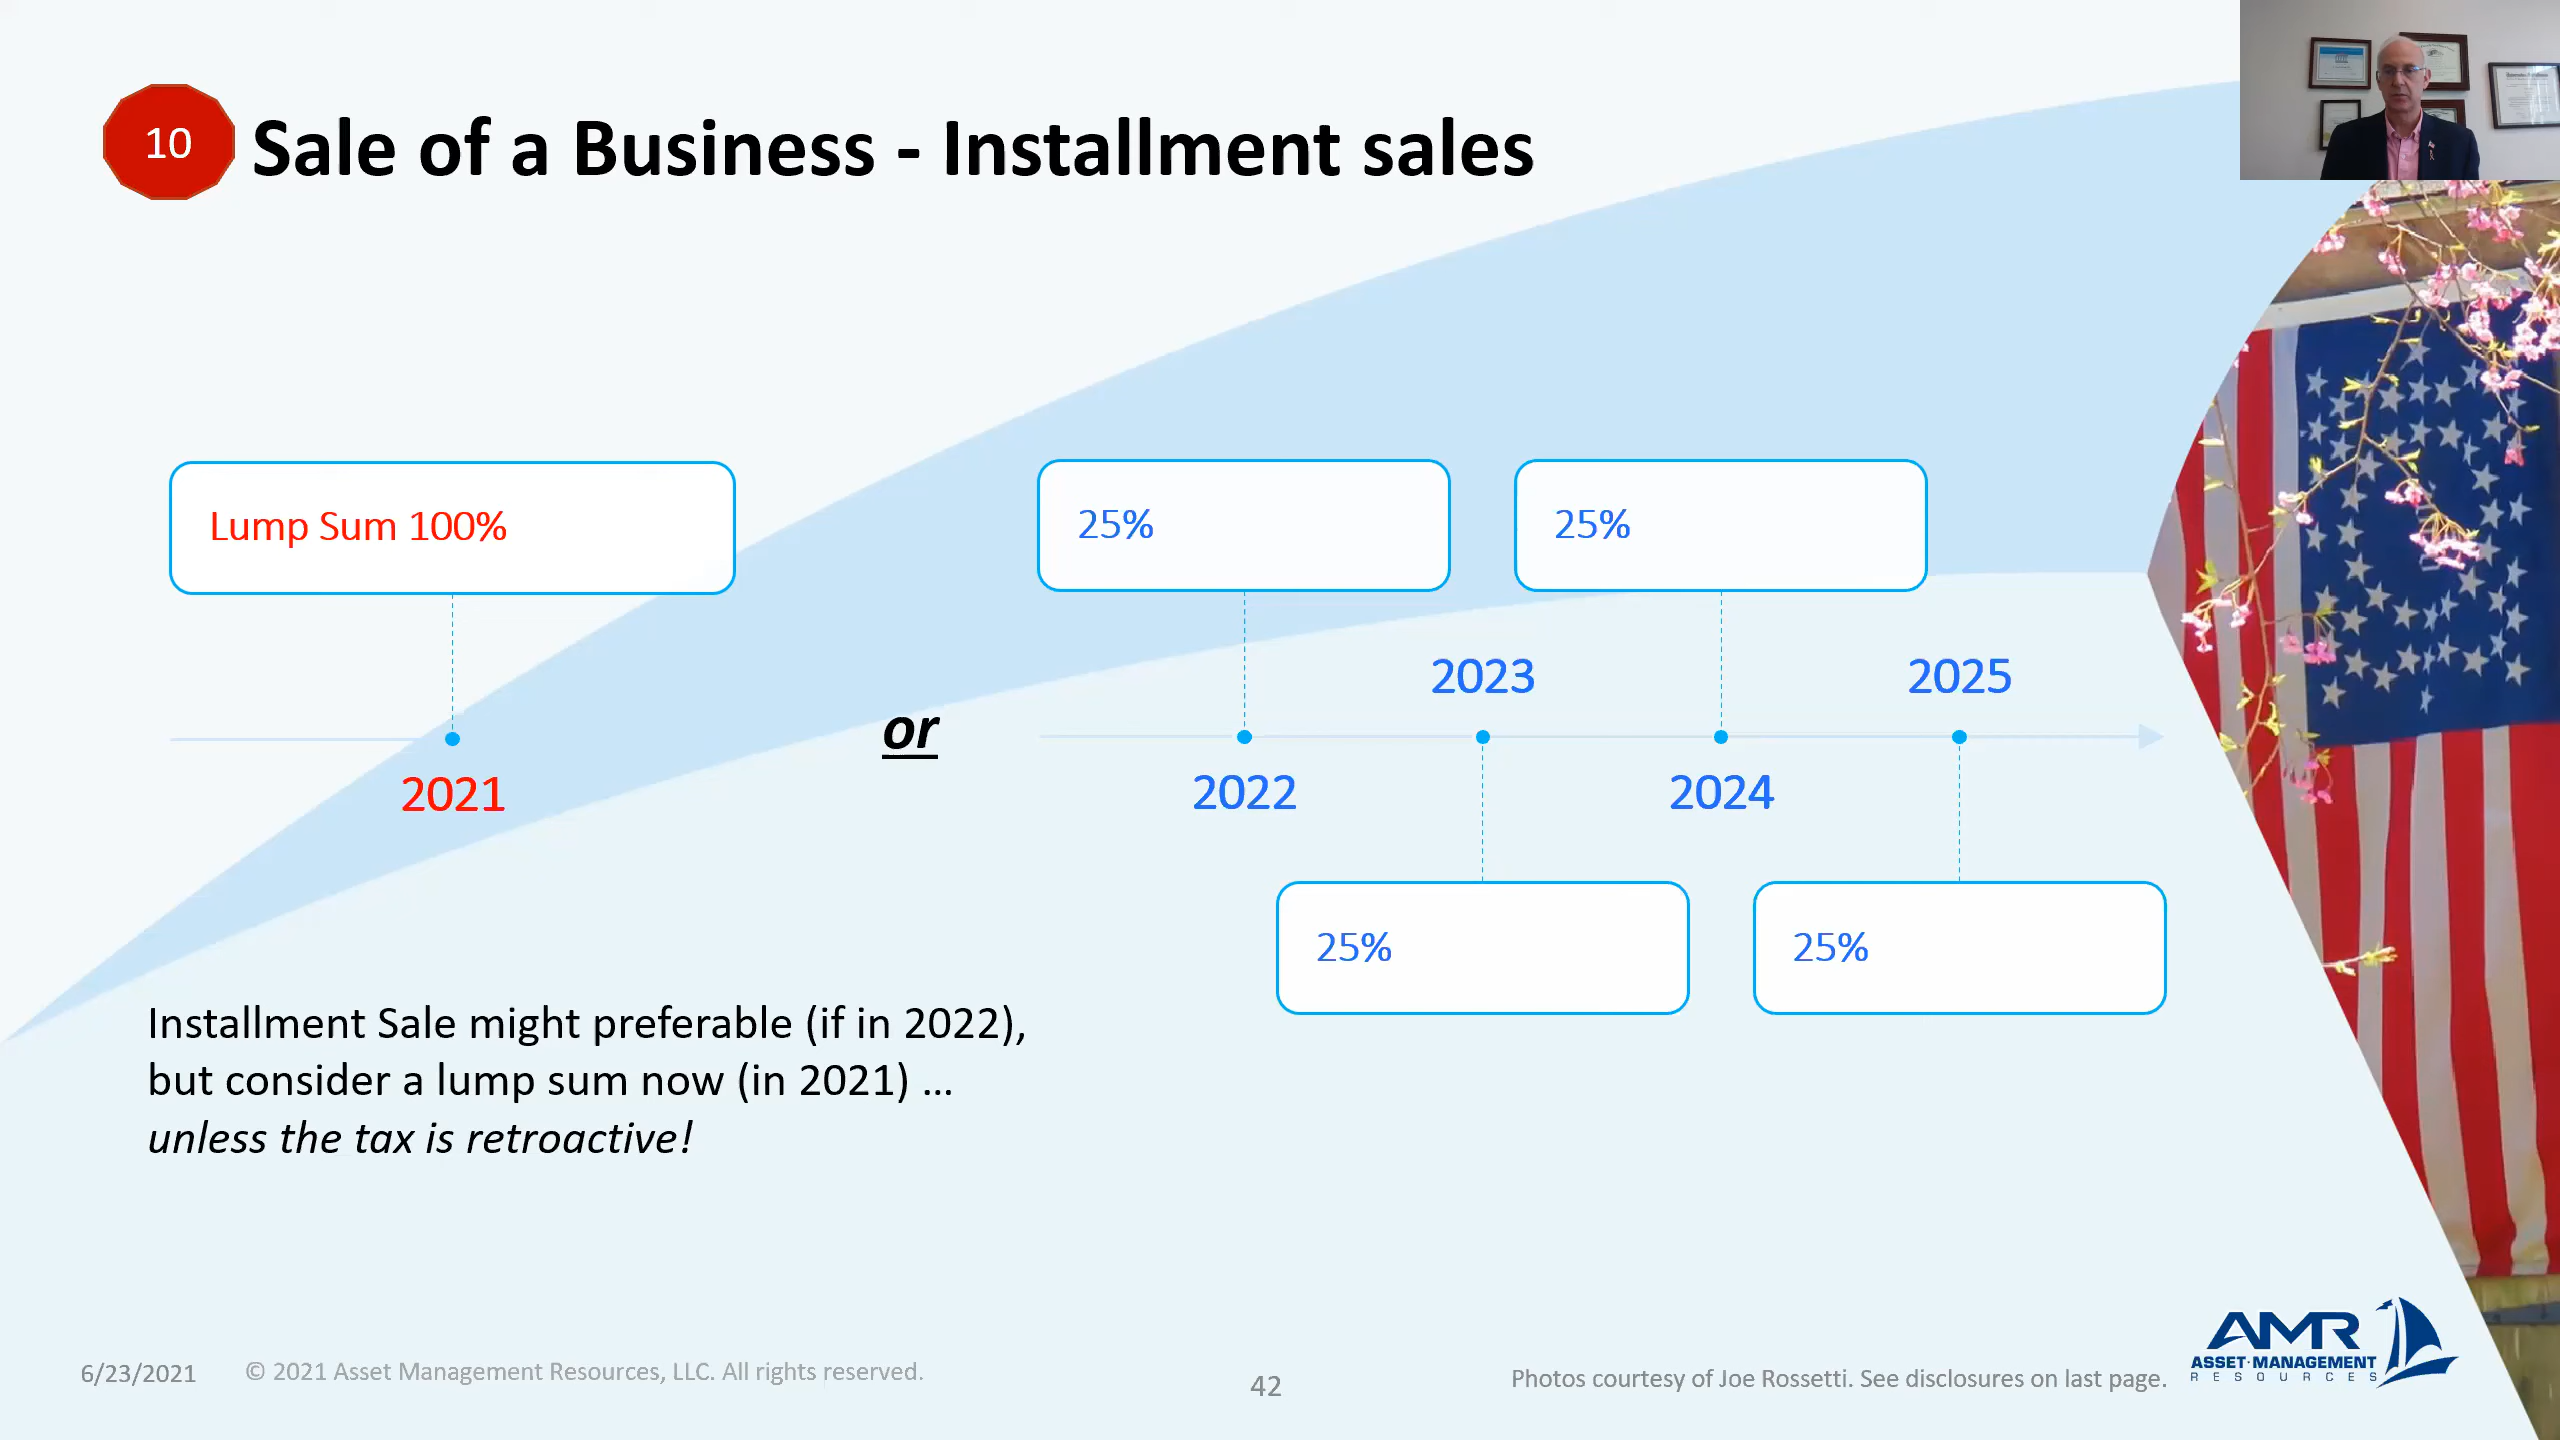 10
Sale of a Business - Installment sales
Lump Sum 100%
2021
or
25%
25%
2023
2025
2022
2024
25%
25%
Installment Sale might preferable (if in 2022),
but consider a lump sum now (in 2021) ...
unless the tax is retroactive!
6/23/2021
© 2021 Asset Management Resources, LLC. All rights reserved.
42
Photos courtesy of Joe Rossetti. See disclosures on last page.
AMR
ASSET·MANAGEMENT
RESOURCES